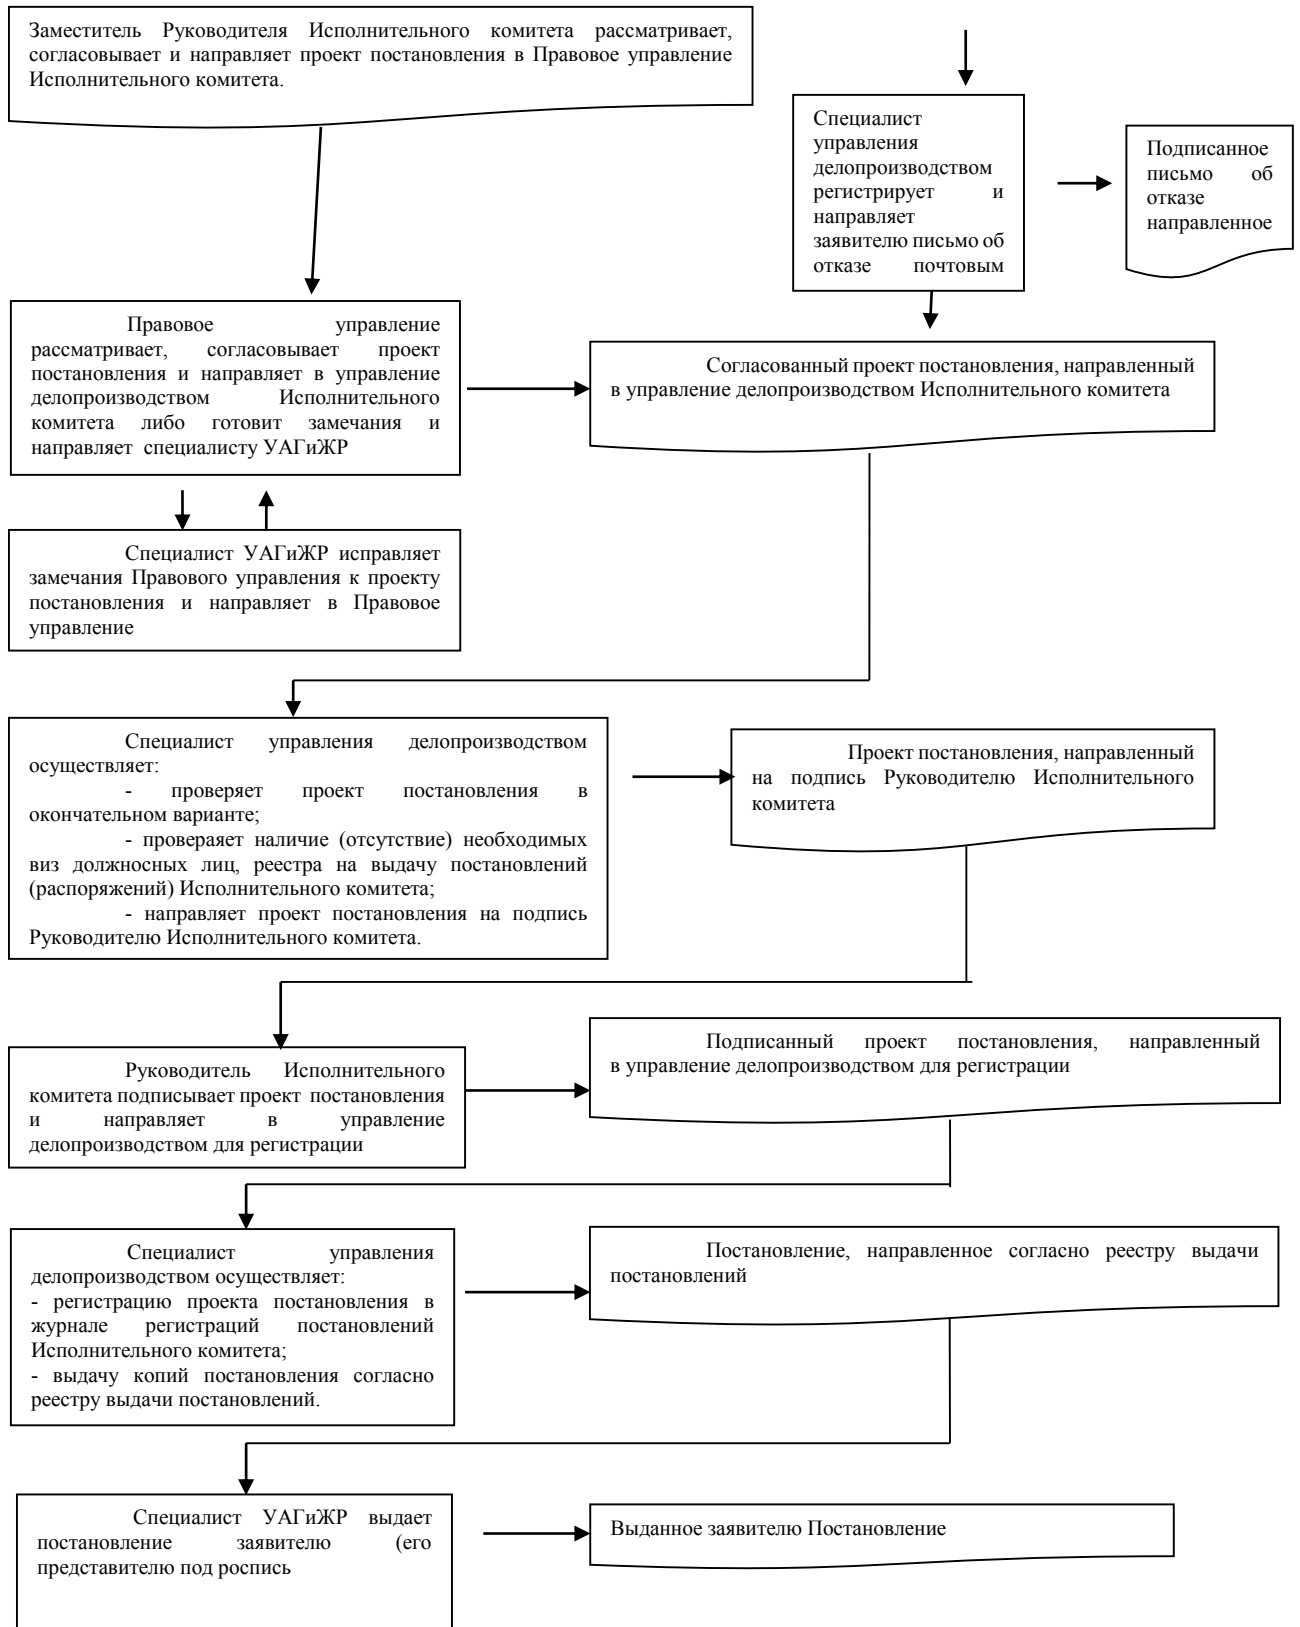 Заместитель Руководителя Исполнительного комитета рассматривает,
согласовывает и направляет проект постановления в Правовое управление
Исполнительного комитета.
Специалист
управления
делопроизводством
регистрирует и
направляет
заявителю письмо об
отказе почтовым
Подписанное
письмо об
отказе
направленное
Правовое управление
рассматривает, согласовывает проект
постановления и направляет в управление
делопроизводством Исполнительного
комитета либо готовит замечания и
направляет специалисту УАГиЖР
Согласованный проект постановления, направленный
в управление делопроизводством Исполнительного комитета
Специалист УАГиЖР исправляет
замечания Правового управления к проекту
постановления и направляет в Правовое
управление
Специалист управления делопроизводством
осуществляет:
- проверяет проект постановления в
окончательном варианте;
- провераяет наличие (отсутствие) необходимых
виз должносных лиц, реестра на выдачу постановлений
(распоряжений) Исполнительного комитета;
- направляет проект постановления на подпись
Руководителю Исполнительного комитета.
Проект постановления, направленный
на подпись Руководителю Исполнительного
комитета
Руководитель Исполнительного
комитета подписывает проект постановления
и направляет в управление
делопроизводством для регистрации
Подписанный проект постановления, направленный
в управление делопроизводством для регистрации
Специалист управления
делопроизводством осуществляет:
- регистрацию проекта постановления в
журнале регистраций постановлений
Исполнительного комитета;
- выдачу копий постановления согласно
реестру выдачи постановлений.
Постановление, направленное согласно реестру выдачи
постановлений
Специалист УАГиЖР выдает
постановление заявителю (его
представителю под роспись
Выданное заявителю Постановление